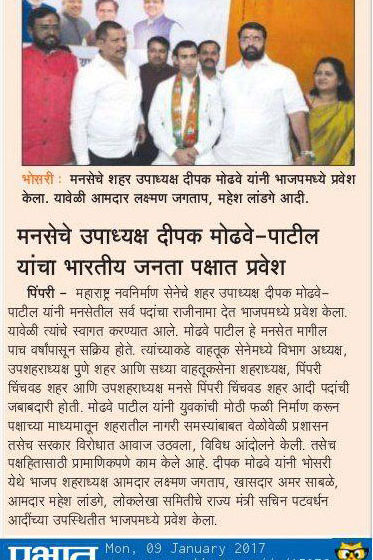 भोसरी : मनसेचे शहर उपाध्यक्ष दीपक मोढवे यांनी भाजपमध्ये प्रवेश
केला. यावेळी आमदार लक्ष्मण जगताप, महेश लांडगे आदी.
मनसेचे उपाध्यक्ष दीपक मोढवे-पाटील
यांचा भारतीय जनता पक्षात प्रवेश
पिंपरी - महाराष्ट्र नवनिर्माण सेनेचे शहर उपाध्यक्ष दीपक मोढवे-
पाटील यांनी मनसेतील सर्व पदांचा राजीनामा देत भाजपमध्ये प्रवेश केला.
यावेळी त्यांचे स्वागत करण्यात आले. मोढवे पाटील हे मनसेत मागील
पाच वर्षांपासून सक्रिय होते. त्यांच्याकडे वाहतूक सेनेमध्ये विभाग अध्यक्ष,
उपशहराध्यक्ष पुणे शहर आणि सध्या वाहतूकसेना शहराध्यक्ष, पिंपरी
चिंचवड शहर आणि उपशहराध्यक्ष मनसे पिंपरी चिंचवड शहर आदी पदांची
जबाबदारी होती. मोढवे पाटील यांनी युवकांची मोठी फळी निर्माण करून
पक्षाच्या माध्यमातून शहरातील नागरी समस्यांबाबत वेळोवेळी प्रशासन
तसेच सरकार विरोधात आवाज उठवला, विविध आंदोलने केली. तसेच
पक्षहितासाठी प्रामाणिकपणे काम केले आहे. दीपक मोढवे यांनी भोसरी
येथे भाजप शहराध्यक्ष आमदार लक्ष्मण जगताप, खासदार अमर साबळे,
आमदार महेश लांडगे, लोकलेखा समितीचे राज्य मंत्री सचिन पटवर्धन
आदींच्या उपस्थितीत भाजपमध्ये प्रवेश केला.
प्रभात Mon, 09 January 2017